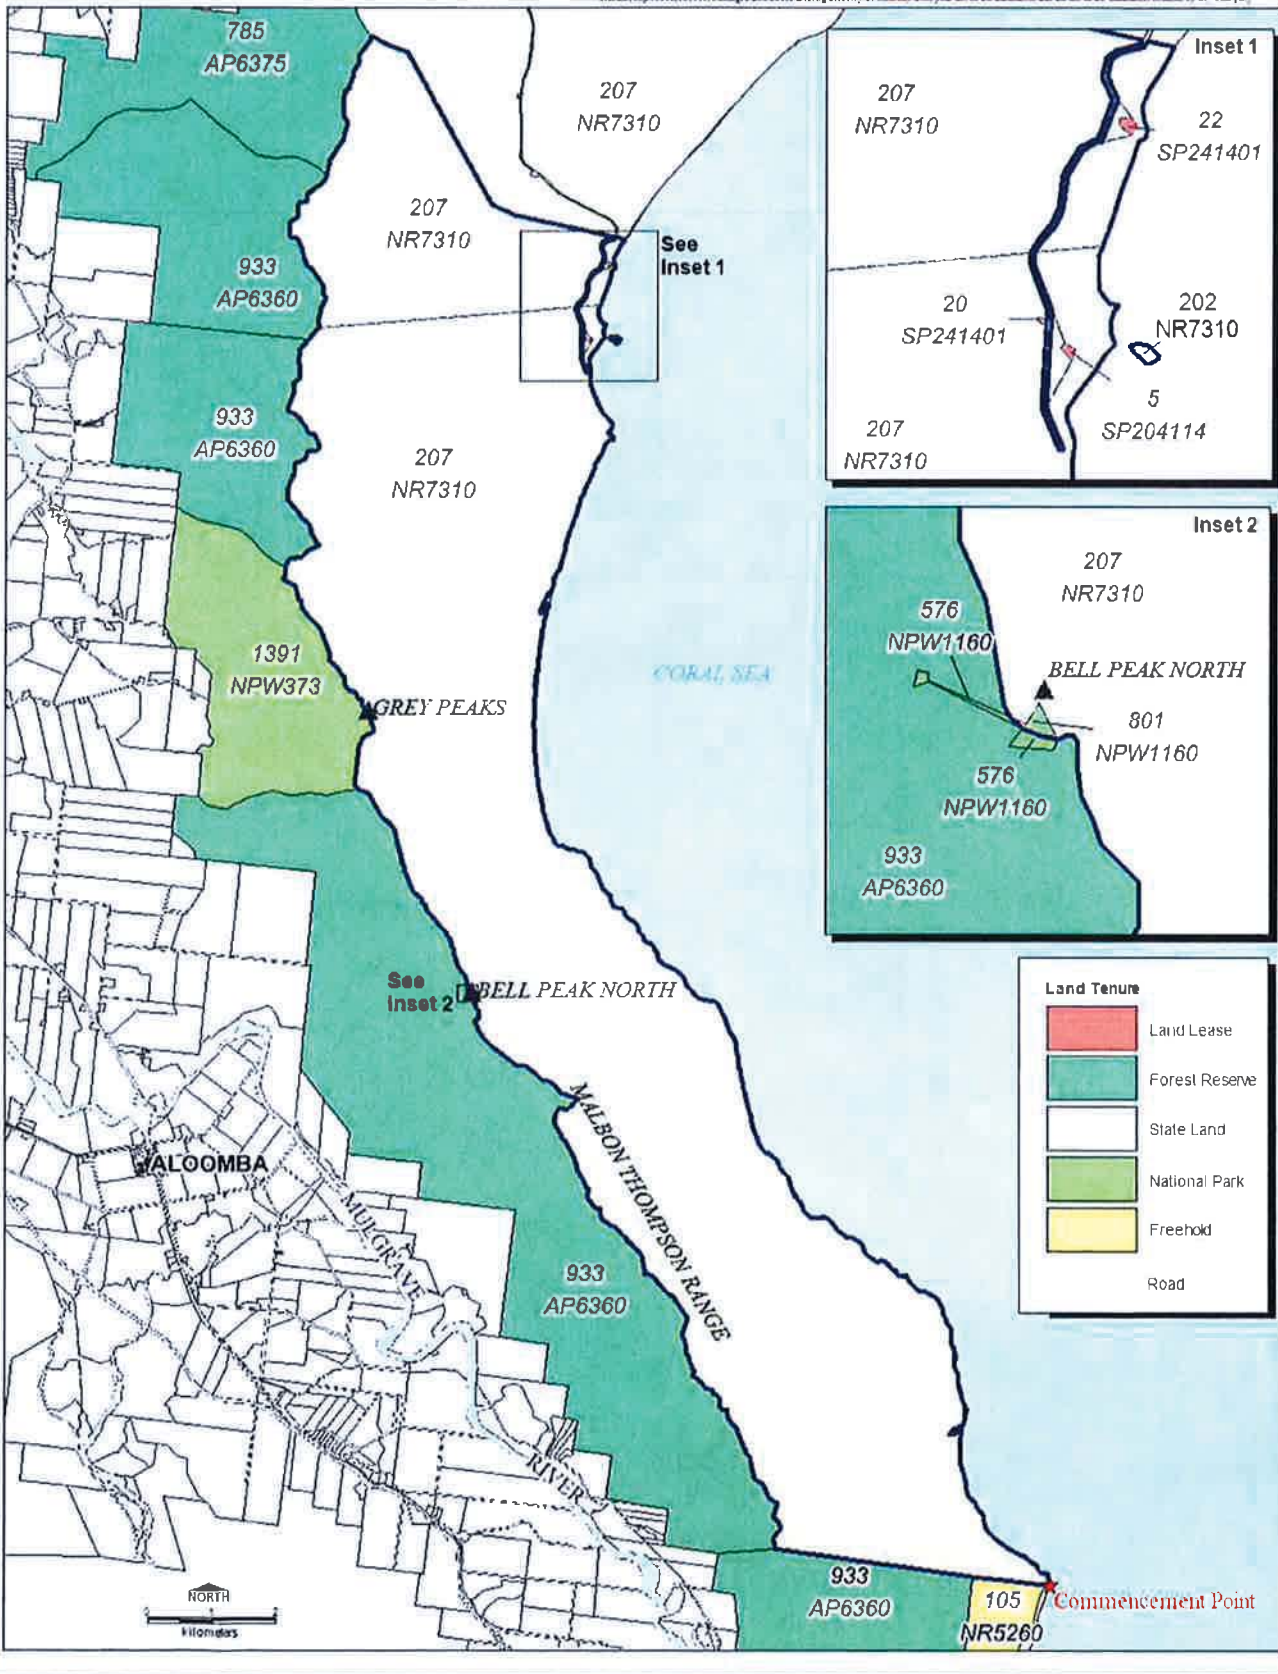 785
AP6375
207
NR7310
Inset 1
207
NR7310
22
SP241401
207
NR7310
See
Inset 1
933
AP6360
20
SP241401
202
NR7310
5
SP204114
207
NR7310
933
AP6360
207
NR7310
Inset 2
207
NR7310
576
NPW1160
BELL PEAK NORTH
801
NPW1160
576
NPW1160
933
AP6360
1391
NPW373
GREY PEAKS
CORAL SEA
See
Inset 2
BELL PEAK NORTH
Land Tenure
Land Lease
Forest Reserve
State Land
National Park
Freehold
Road
MALBON THOMPSON RANGE
ALOOMBA
MULGRAVE
RIVER
933
AP6360
933
AP6360
105
NR5260
Commencement Point
NORTH
kilometers